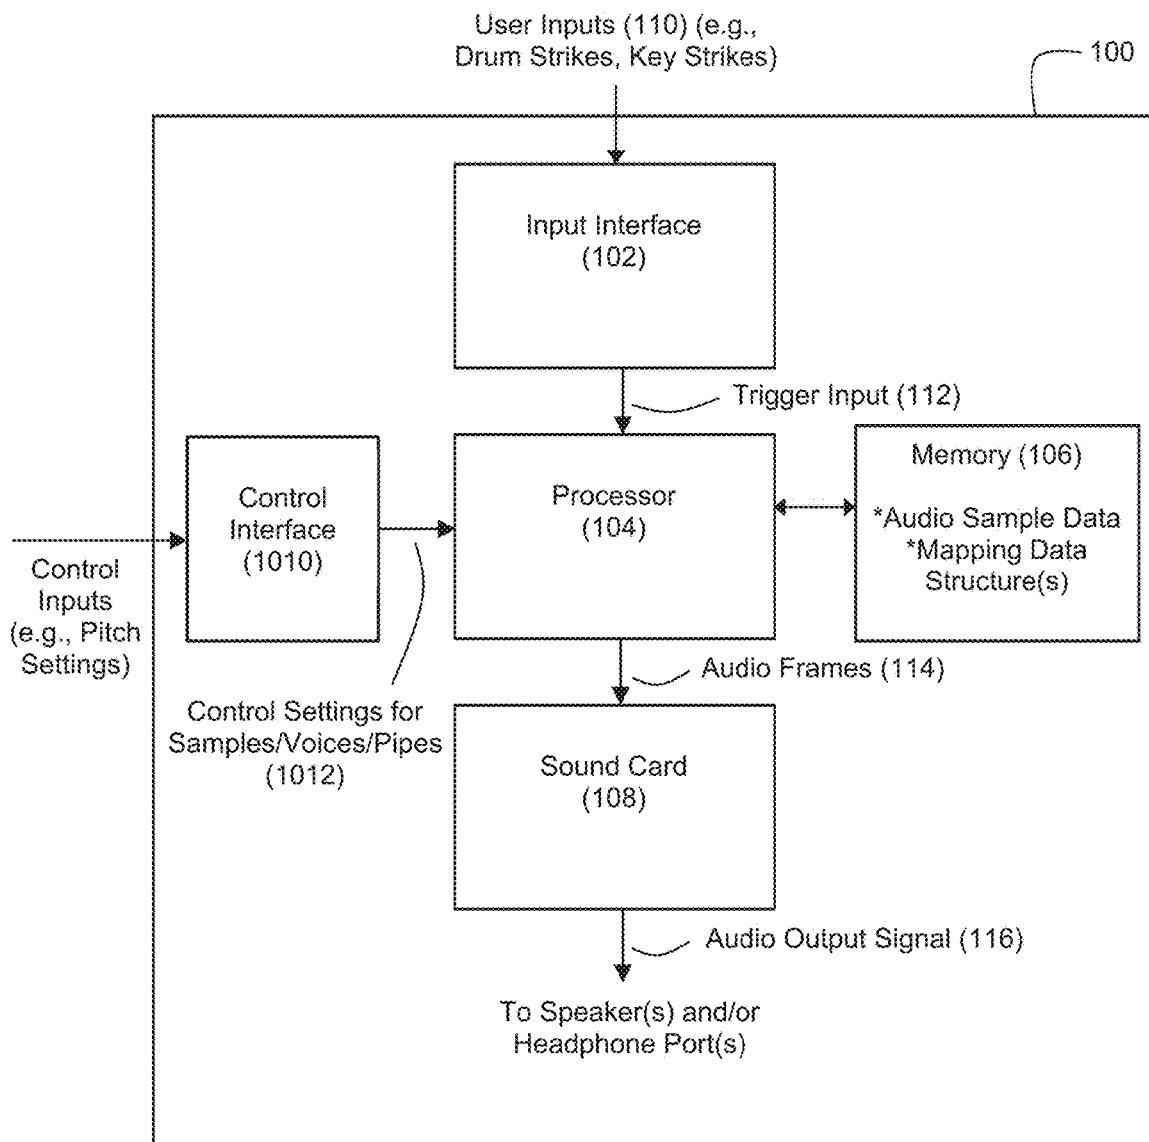 User Inputs (110) (e.g.,
Drum Strikes, Key Strikes)
100
Input Interface
(102)
Trigger Input (112)
Control
Interface
(1010)
Processor
(104)
Memory (106)
*Audio Sample Data
*Mapping Data
Structure(s)
Control
Inputs
(e.g., Pitch
Settings)
Audio Frames (114)
Control Settings for
Samples/Voices/Pipes
(1012)
Sound Card
(108)
Audio Output Signal (116)
To Speaker(s) and/or
Headphone Port(s)